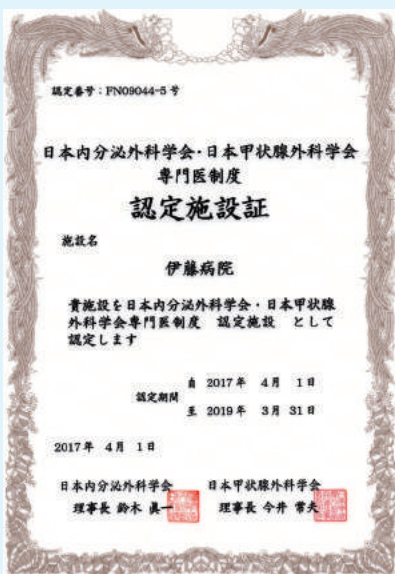 認定番号：FN09044-5号
日本内分泌外科学会・日本甲状腺外科学会
専門医制度
認定施設証
施設名
伊藤病院
貴施設を日本内分泌外科学会・日本甲状腺
外科学会専門医制度　認定施設　として
認定します
認定期間
自 2017年 4月 1日
至 2019年 3月 31日
2017年 4月 1日
日本内分泌外科学会　日本甲状腺外科学会
理事長 鈴木 眞一　理事長 今井 常夫